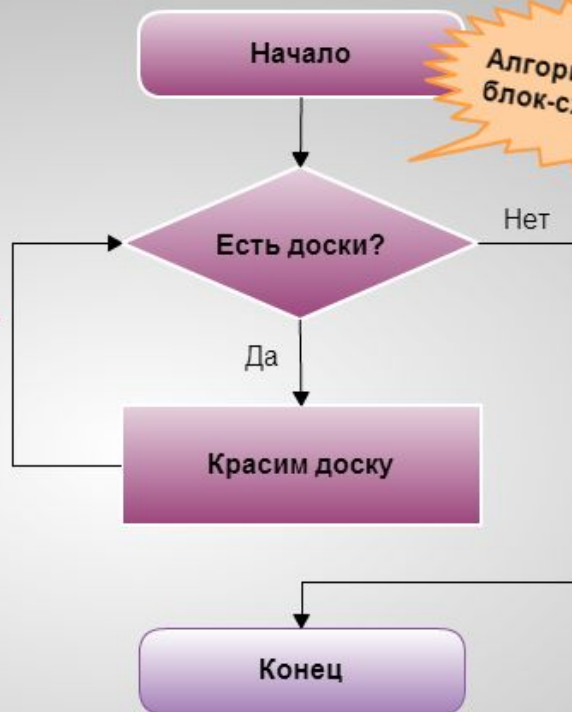 Начало
Есть доски?
Нет
Да
Красим доску
Конец